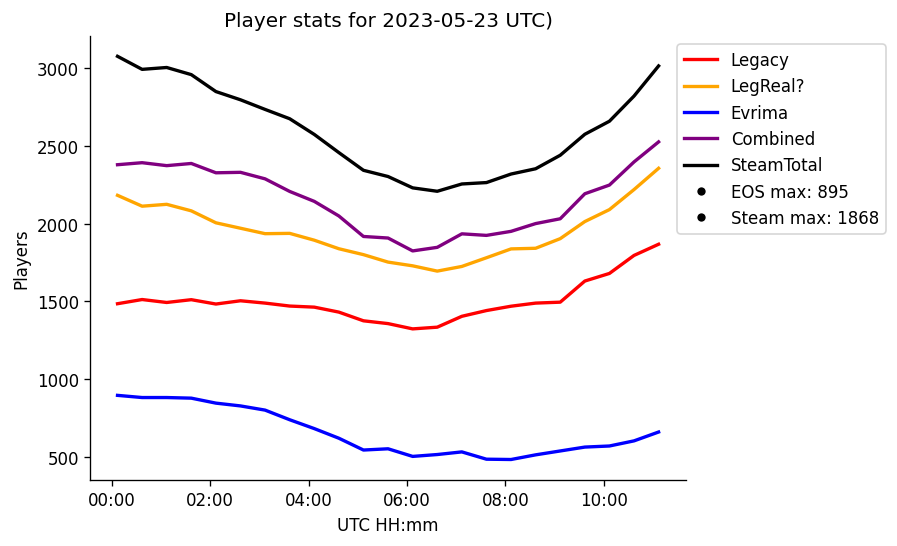 Player stats for 2023-05-23 UTC)
3000
2500
2000
1500
1000
500
Players
00:00 02:00 04:00 06:00 08:00 10:00
UTC HH:mm
Legacy
LegReal?
Evrima
Combined
SteamTotal
EOS max: 895
Steam max: 1868